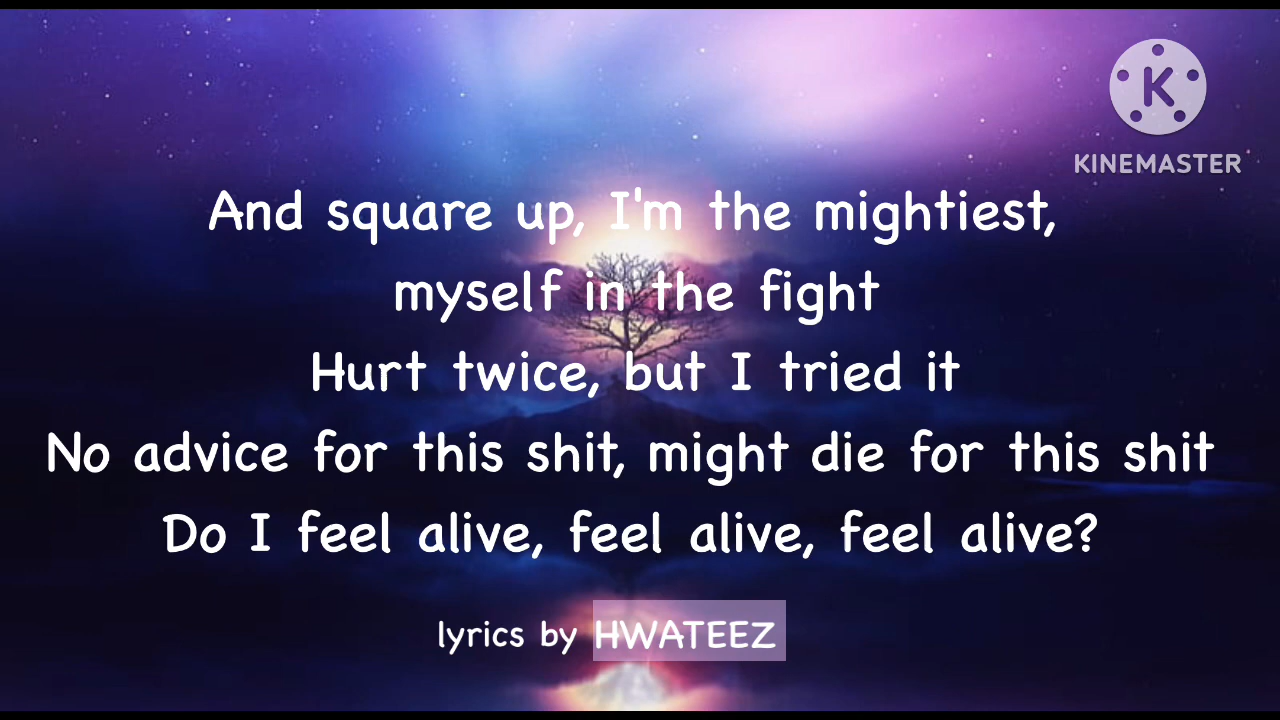 KINEMASTER
And square up, I'm the mightiest,
myself in the fight
Hurt twice, but I tried it
No advice for this shit, might die for this shit
Do I feel alive, feel alive, feel alive?
lyrics by HWATEEZ